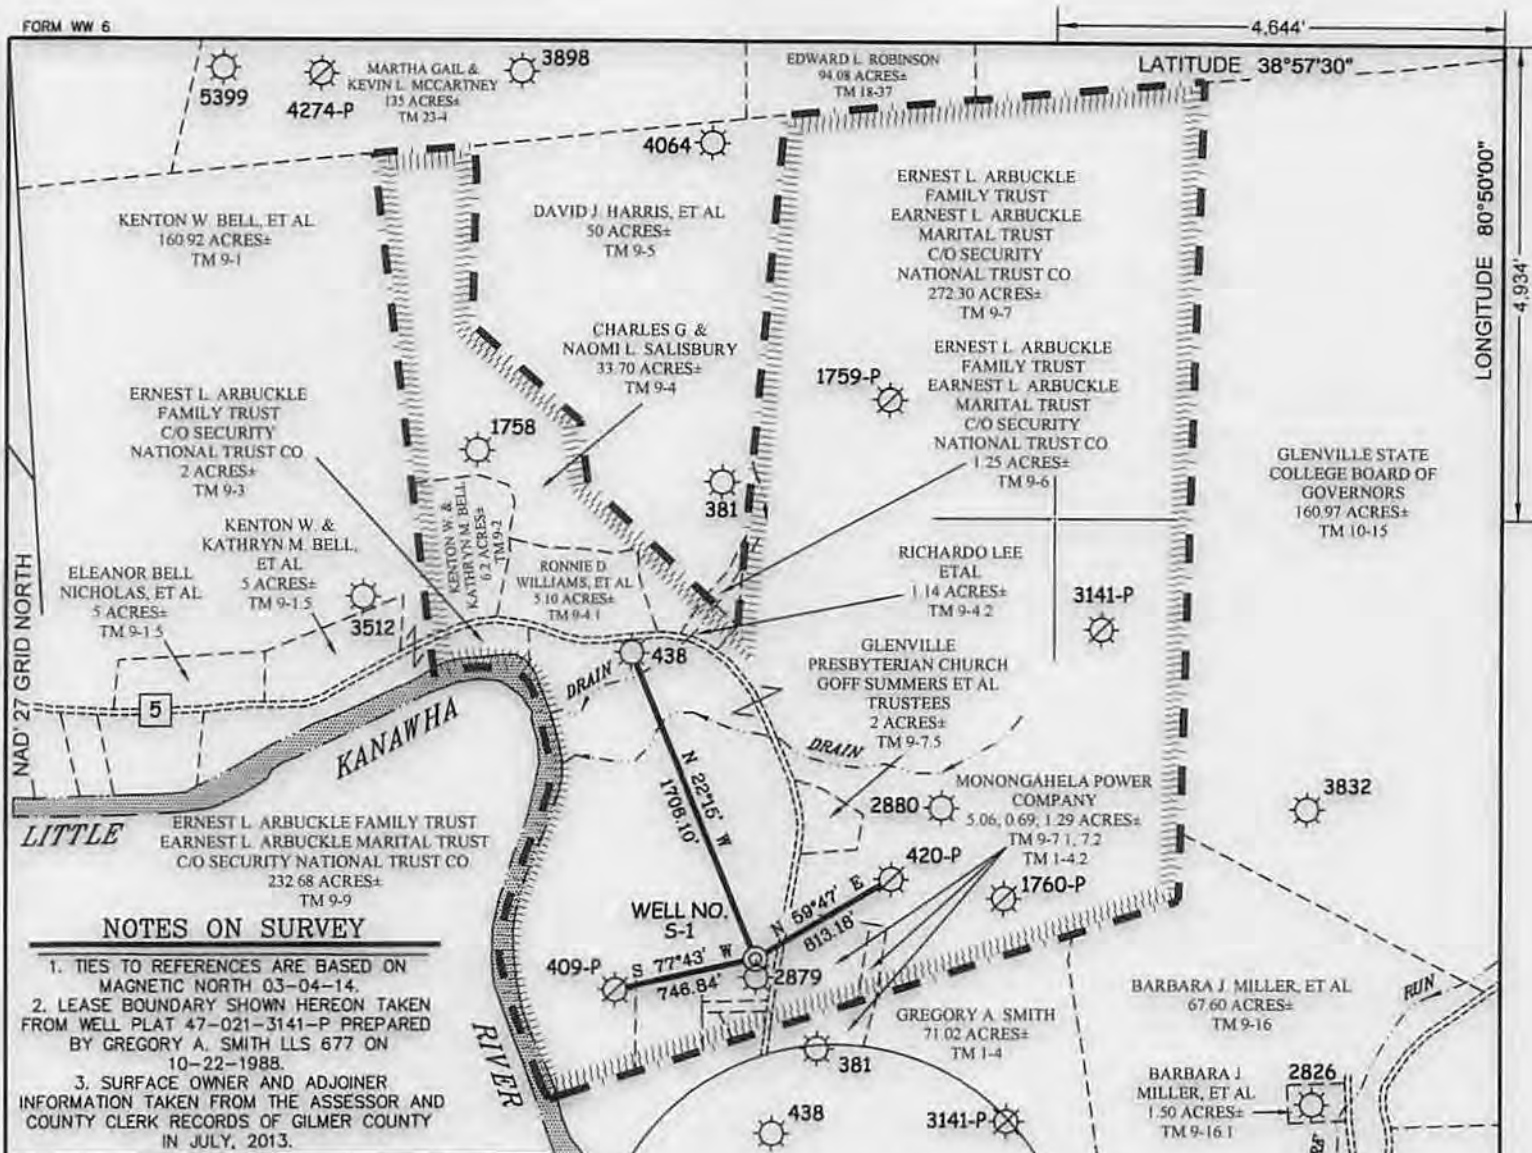 FORM WW 6
4,644'
LATITUDE 38°57'30"
LONGITUDE 80°50'00"
4,934'
5399
4274-P
MARTHA GAIL &
KEVIN L. MCCARTNEY
135 ACRES±
TM 23-4
3898
EDWARD L. ROBINSON
94.08 ACRES±
TM 18-37
4064
KENTON W. BELL, ET AL
160.92 ACRES±
TM 9-1
DAVID J. HARRIS, ET AL
50 ACRES±
TM 9-5
ERNEST L. ARBUCKLE
FAMILY TRUST
EARNEST L. ARBUCKLE
MARITAL TRUST
C/O SECURITY
NATIONAL TRUST CO
272.30 ACRES±
TM 9-7
CHARLES G &
NAOMI L. SALISBURY
33.70 ACRES±
TM 9-4
1759-P
ERNEST L. ARBUCKLE
FAMILY TRUST
EARNEST L. ARBUCKLE
MARITAL TRUST
C/O SECURITY
NATIONAL TRUST CO
1.25 ACRES±
TM 9-6
ERNEST L. ARBUCKLE
FAMILY TRUST
C/O SECURITY
NATIONAL TRUST CO
2 ACRES±
TM 9-3
1758
381
GLENVILLE STATE
COLLEGE BOARD OF
GOVERNORS
160.97 ACRES±
TM 10-15
KENTON W. &
KATHRYN M. BELL,
ET AL
5 ACRES±
TM 9-1.5
KENTON W. &
KATHRYN M. BELL
6.2 ACRES±
TM 9-2
RONNIE D
WILLIAMS, ET AL
5.10 ACRES±
TM 9-4.1
RICHARDO LEE
ETAL
1.14 ACRES±
TM 9-4.2
ELEANOR BELL
NICHOLAS, ET AL
5 ACRES±
TM 9-1.5
3512
3141-P
NAD' 27 GRID NORTH
438
DRAIN
GLENVILLE
PRESBYTERIAN CHURCH
GOFF SUMMERS ET AL
TRUSTEES
2 ACRES±
TM 9-7.5
5
LITTLE
KANAWHA
RIVER
DRAIN
N 22°15' W
1706.10'
2880
MONONGAHELA POWER
COMPANY
5.06, 0.69, 1.29 ACRES±
TM 9-7.1, 7.2
TM 1-4.2
3832
ERNEST L. ARBUCKLE FAMILY TRUST
EARNEST L. ARBUCKLE MARITAL TRUST
C/O SECURITY NATIONAL TRUST CO
232.68 ACRES±
TM 9-9
420-P
1760-P
WELL NO.
S-1
N 59°47' E
813.18'
409-P
S 77°43' W
746.84'
2879
NOTES ON SURVEY
1. TIES TO REFERENCES ARE BASED ON
MAGNETIC NORTH 03-04-14.
2. LEASE BOUNDARY SHOWN HEREON TAKEN
FROM WELL PLAT 47-021-3141-P PREPARED
BY GREGORY A. SMITH LLS 677 ON
10-22-1988.
3. SURFACE OWNER AND ADJOINER
INFORMATION TAKEN FROM THE ASSESSOR AND
COUNTY CLERK RECORDS OF GILMER COUNTY
IN JULY, 2013.
GREGORY A. SMITH
71.02 ACRES±
TM 1-4
BARBARA J. MILLER, ET AL
67.60 ACRES±
TM 9-16
RUN
381
438
3141-P
BARBARA J
MILLER, ET AL
1.50 ACRES±
TM 9-16.1
2826